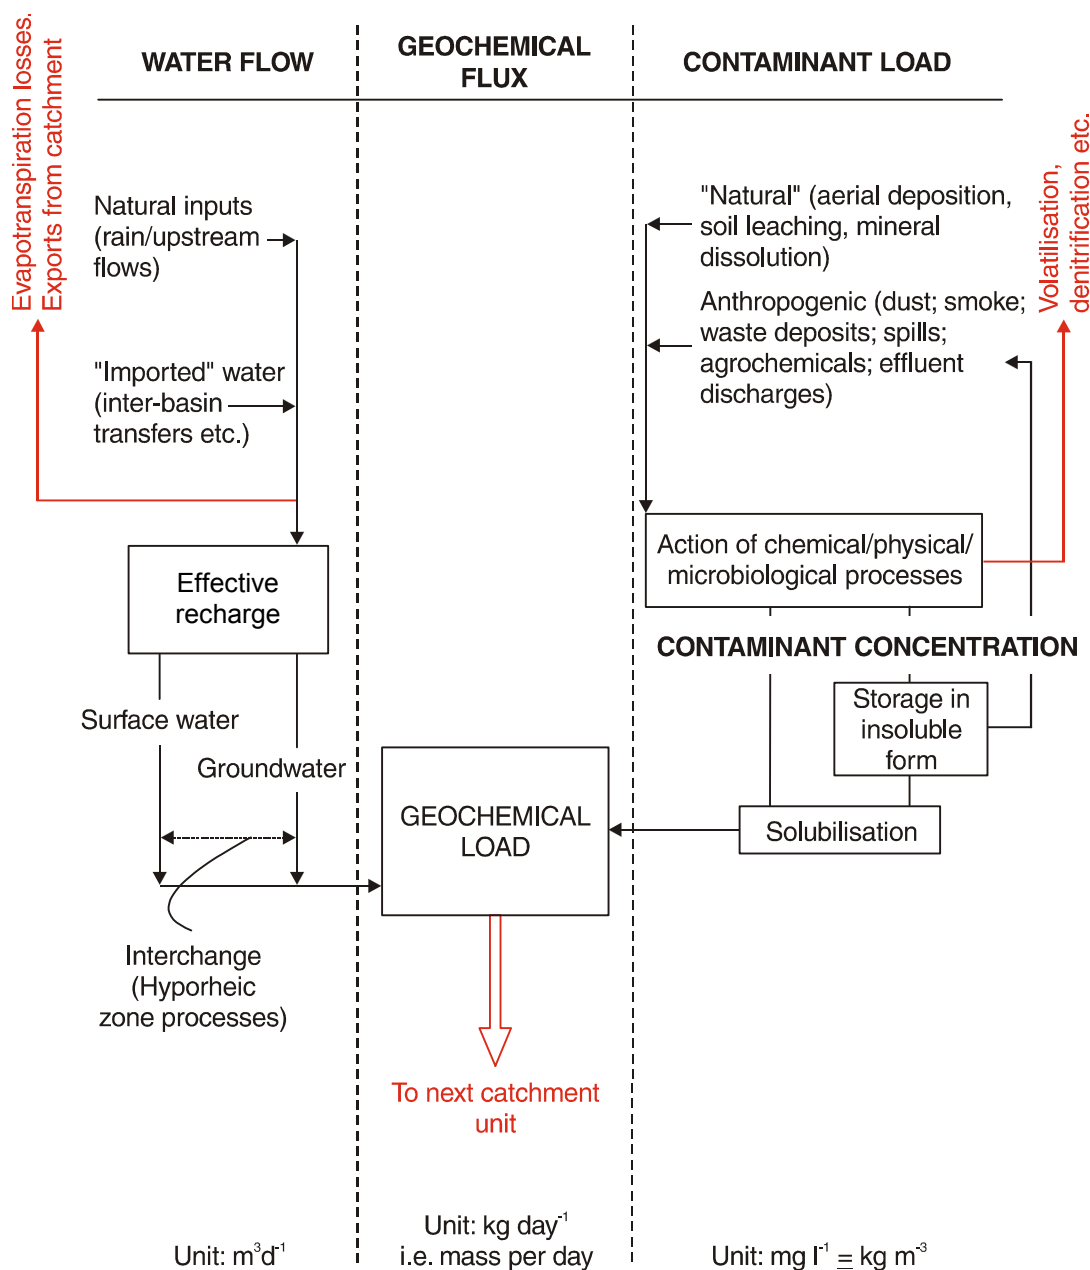 Evapotranspiration losses.
Exports from catchment
WATER FLOW
GEOCHEMICAL
FLUX
CONTAMINANT LOAD
Volatilisation,
denitrification etc.
Natural inputs
(rain/upstream
flows)
"Imported" water
(inter-basin
transfers etc.)
Effective
recharge
Surface water
Groundwater
Interchange
(Hyporheic
zone processes)
GEOCHEMICAL
LOAD
To next catchment
unit
"Natural" (aerial deposition,
soil leaching, mineral
dissolution)
Anthropogenic (dust; smoke;
waste deposits; spills;
agrochemicals; effluent
discharges)
Action of chemical/physical/
microbiological processes
CONTAMINANT CONCENTRATION
Storage in
insoluble
form
Solubilisation
Unit: m³d⁻¹
Unit: kg day⁻¹
i.e. mass per day
Unit: mg l⁻¹ = kg m⁻³